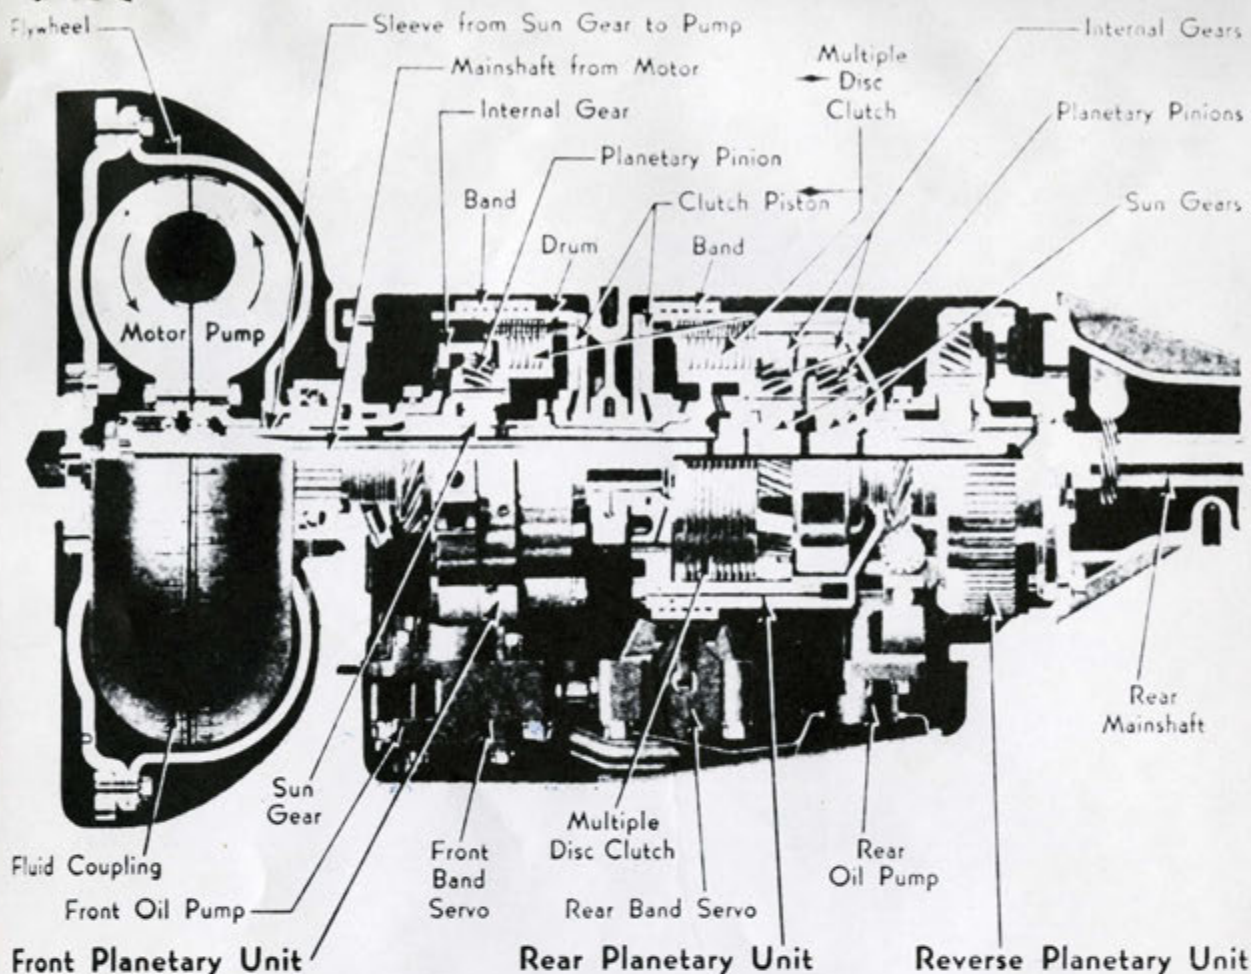 Flywheel
Sleeve from Sun Gear to Pump
Internal Gears
Mainshaft from Motor
Multiple
Disc
Clutch
Internal Gear
Planetary Pinions
Planetary Pinion
Band
Clutch Piston
Sun Gears
Drum
Band
Motor Pump
Rear
Mainshaft
Sun
Gear
Multiple
Disc Clutch
Fluid Coupling
Front
Band
Servo
Rear
Oil Pump
Front Oil Pump
Rear Band Servo
Front Planetary Unit
Rear Planetary Unit
Reverse Planetary Unit